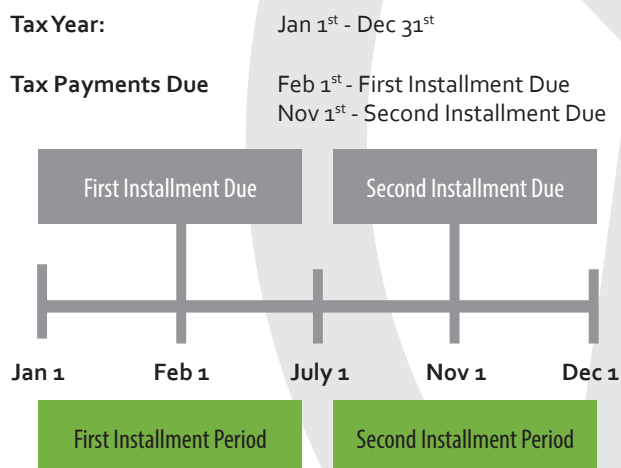 Tax Year: Jan 1st - Dec 31st
Tax Payments Due Feb 1st - First Installment Due
Nov 1st - Second Installment Due
First Installment Due Second Installment Due
Jan 1 Feb 1 July 1 Nov 1 Dec 1
First Installment Period Second Installment Period